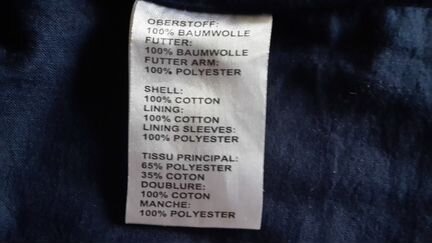 OBERSTOFF:
100% BAUMWOLLE
FUTTER:
100% BAUMWOLLE
FUTTER ARM:
100% POLYESTER
SHELL:
100% COTTON
LINING:
100% COTTON
LINING SLEEVES:
100% POLYESTER
TISSU PRINCIPAL:
65% POLYESTER
35% COTON
DOUBLURE:
100% COTON
MANCHE:
100% POLYESTER